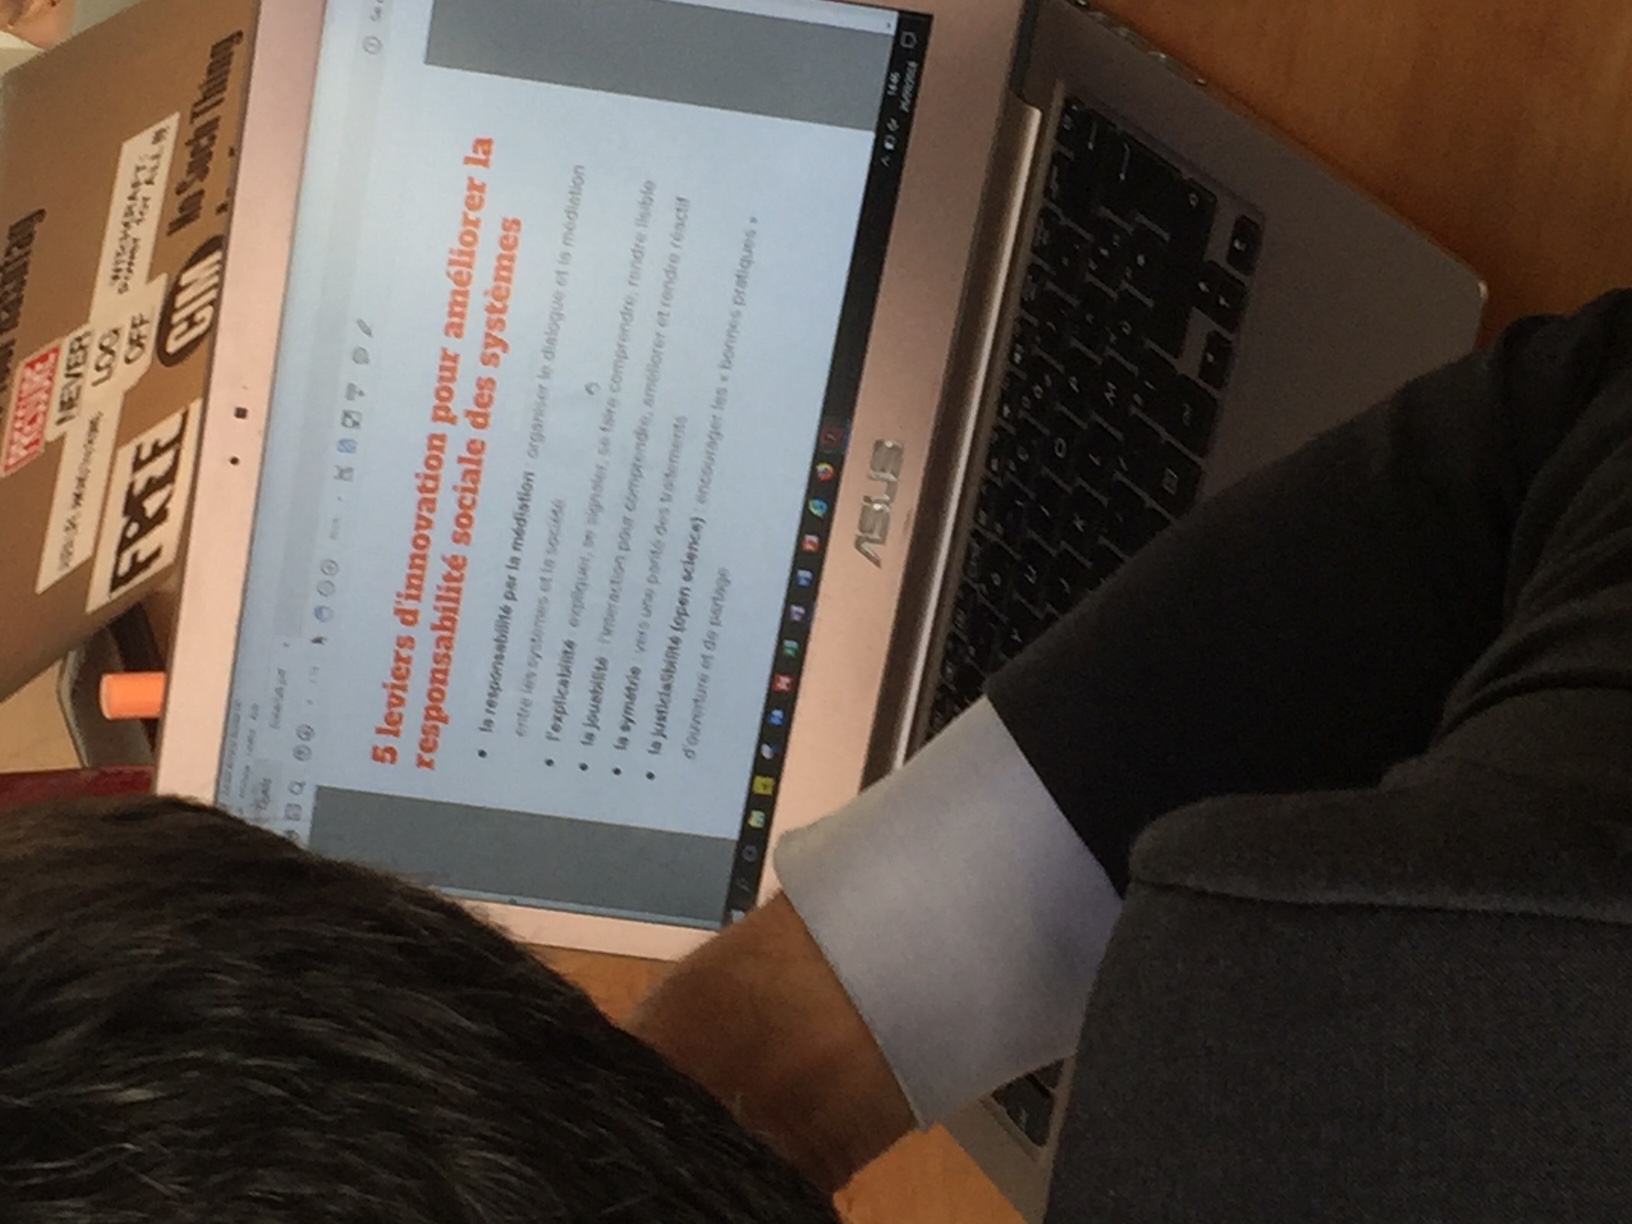 PRESSURE
NEVER
LOG
OFF
WITCHCRAFT:
Power for ALL!!!
FREE
CIM
No Such Thing
5 leviers d'innovation pour améliorer la
responsabilité sociale des systèmes
• la responsabilité par la médiation : organiser le dialogue et la médiation
entre les systèmes et la société
• l'explicabilité : expliquer, se signaler, se faire comprendre, rendre lisible
• la jouabilité : l'interaction pour comprendre, améliorer et rendre réactif
• la symétrie : vers une parité des traitements
• la justiciabilité (open science) : encourager les « bonnes pratiques »
d'ouverture et de partage
ASUS